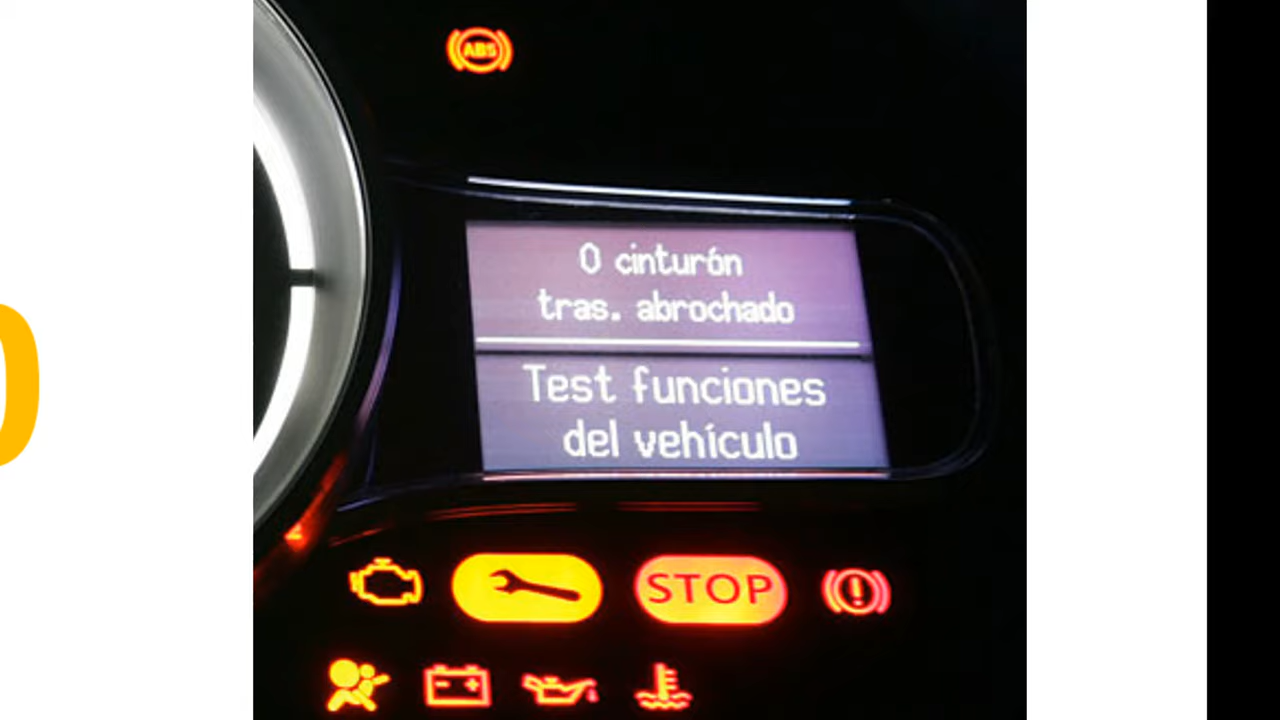 ABS
0 cinturón
tras. abrochado
Test funciones
del vehículo
STOP